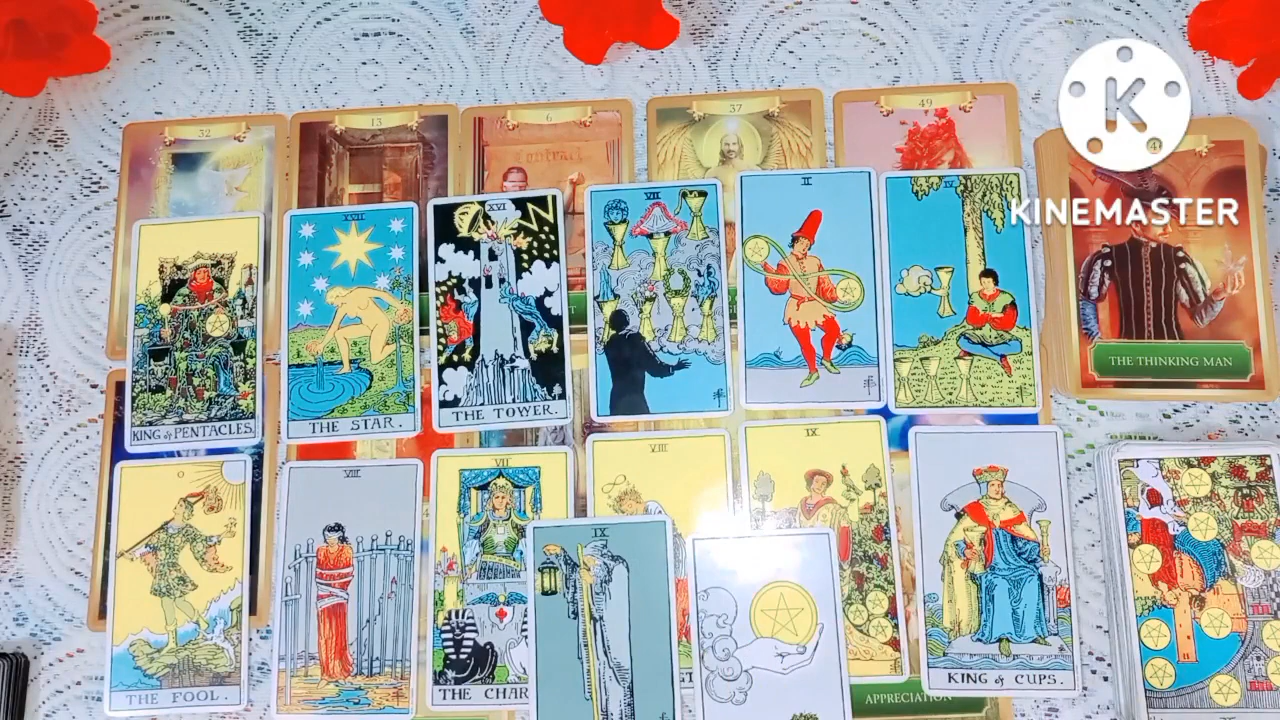 32
13
6
37
49
Contract
K
KINEMASTER
THE THINKING MAN
KING of PENTACLES.
XVII
THE STAR.
XVI
THE TOWER.
VII
II
IV
0
THE FOOL.
VIII
VII
THE CHAR
VIII
IX
IX
KING of CUPS.
APPRECIATION